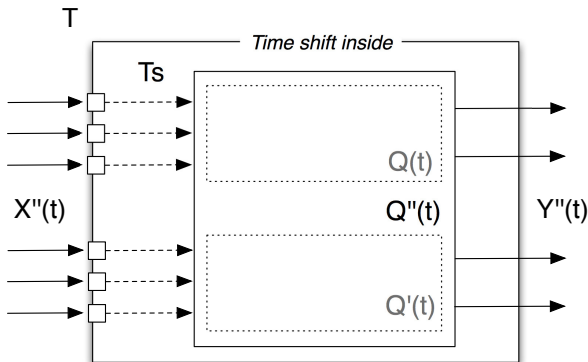 T
Time shift inside
Ts
Q(t)
X"(t)
Q"(t)
Y"(t)
Q'(t)